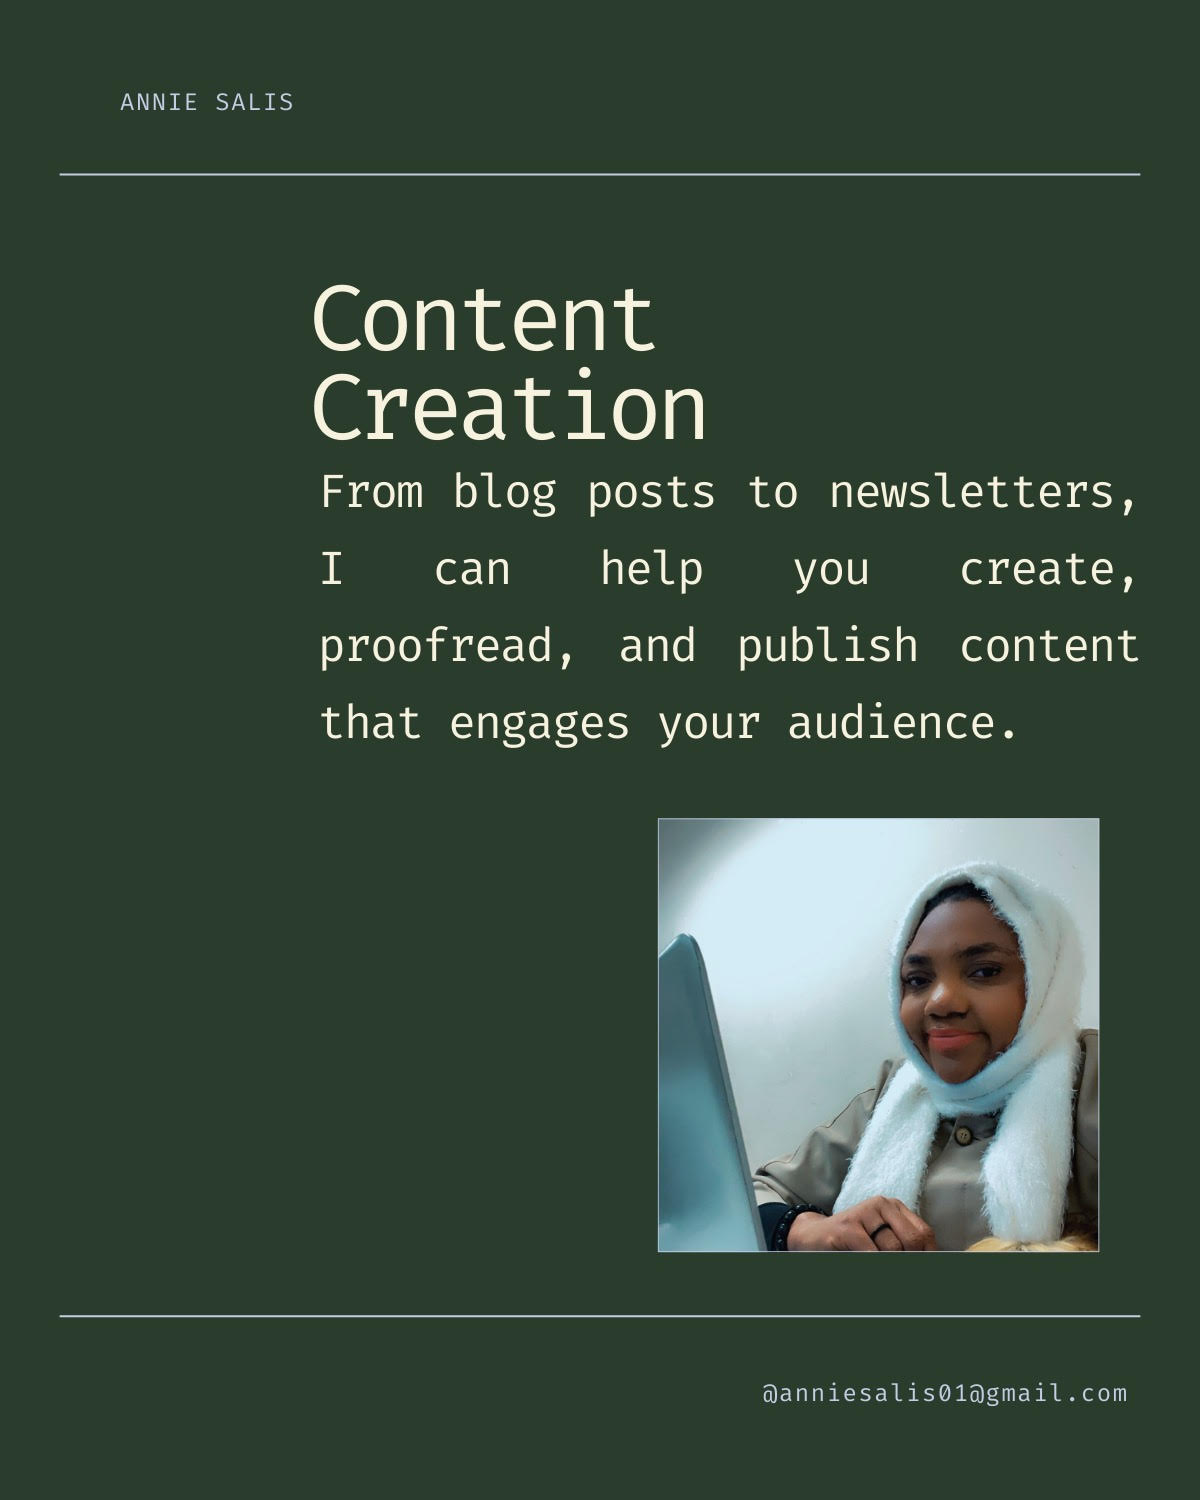 ANNIE SALIS
Content
Creation
From blog posts to newsletters,
I can help you create,
proofread, and publish content
that engages your audience.
@anniesalis01@gmail.com